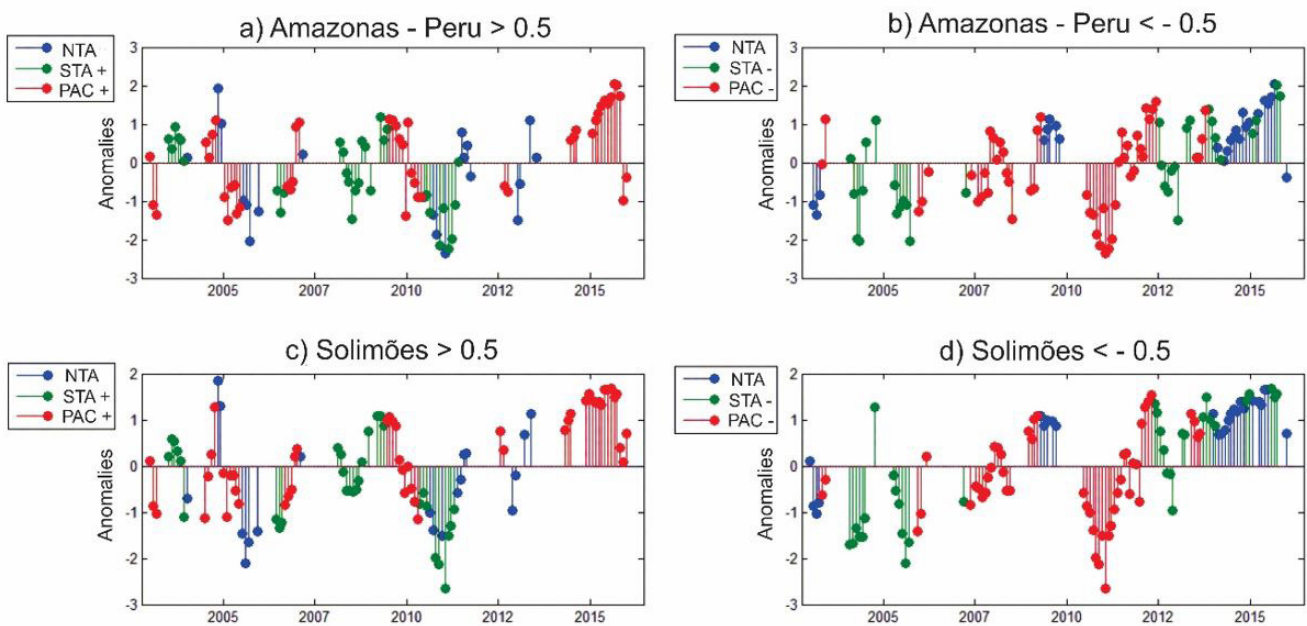 a) Amazonas - Peru > 0.5
NTA
STA +
PAC +
Anomalies
3
2
1
0
-1
-2
-3
2005
2007
2010
2012
2015
b) Amazonas - Peru < - 0.5
NTA
STA -
PAC -
Anomalies
3
2
1
0
-1
-2
-3
2005
2007
2010
2012
2015
c) Solimões > 0.5
NTA
STA +
PAC +
Anomalies
2
1
0
-1
-2
-3
2005
2007
2010
2012
2015
d) Solimões < - 0.5
NTA
STA -
PAC -
Anomalies
2
1
0
-1
-2
-3
2005
2007
2010
2012
2015